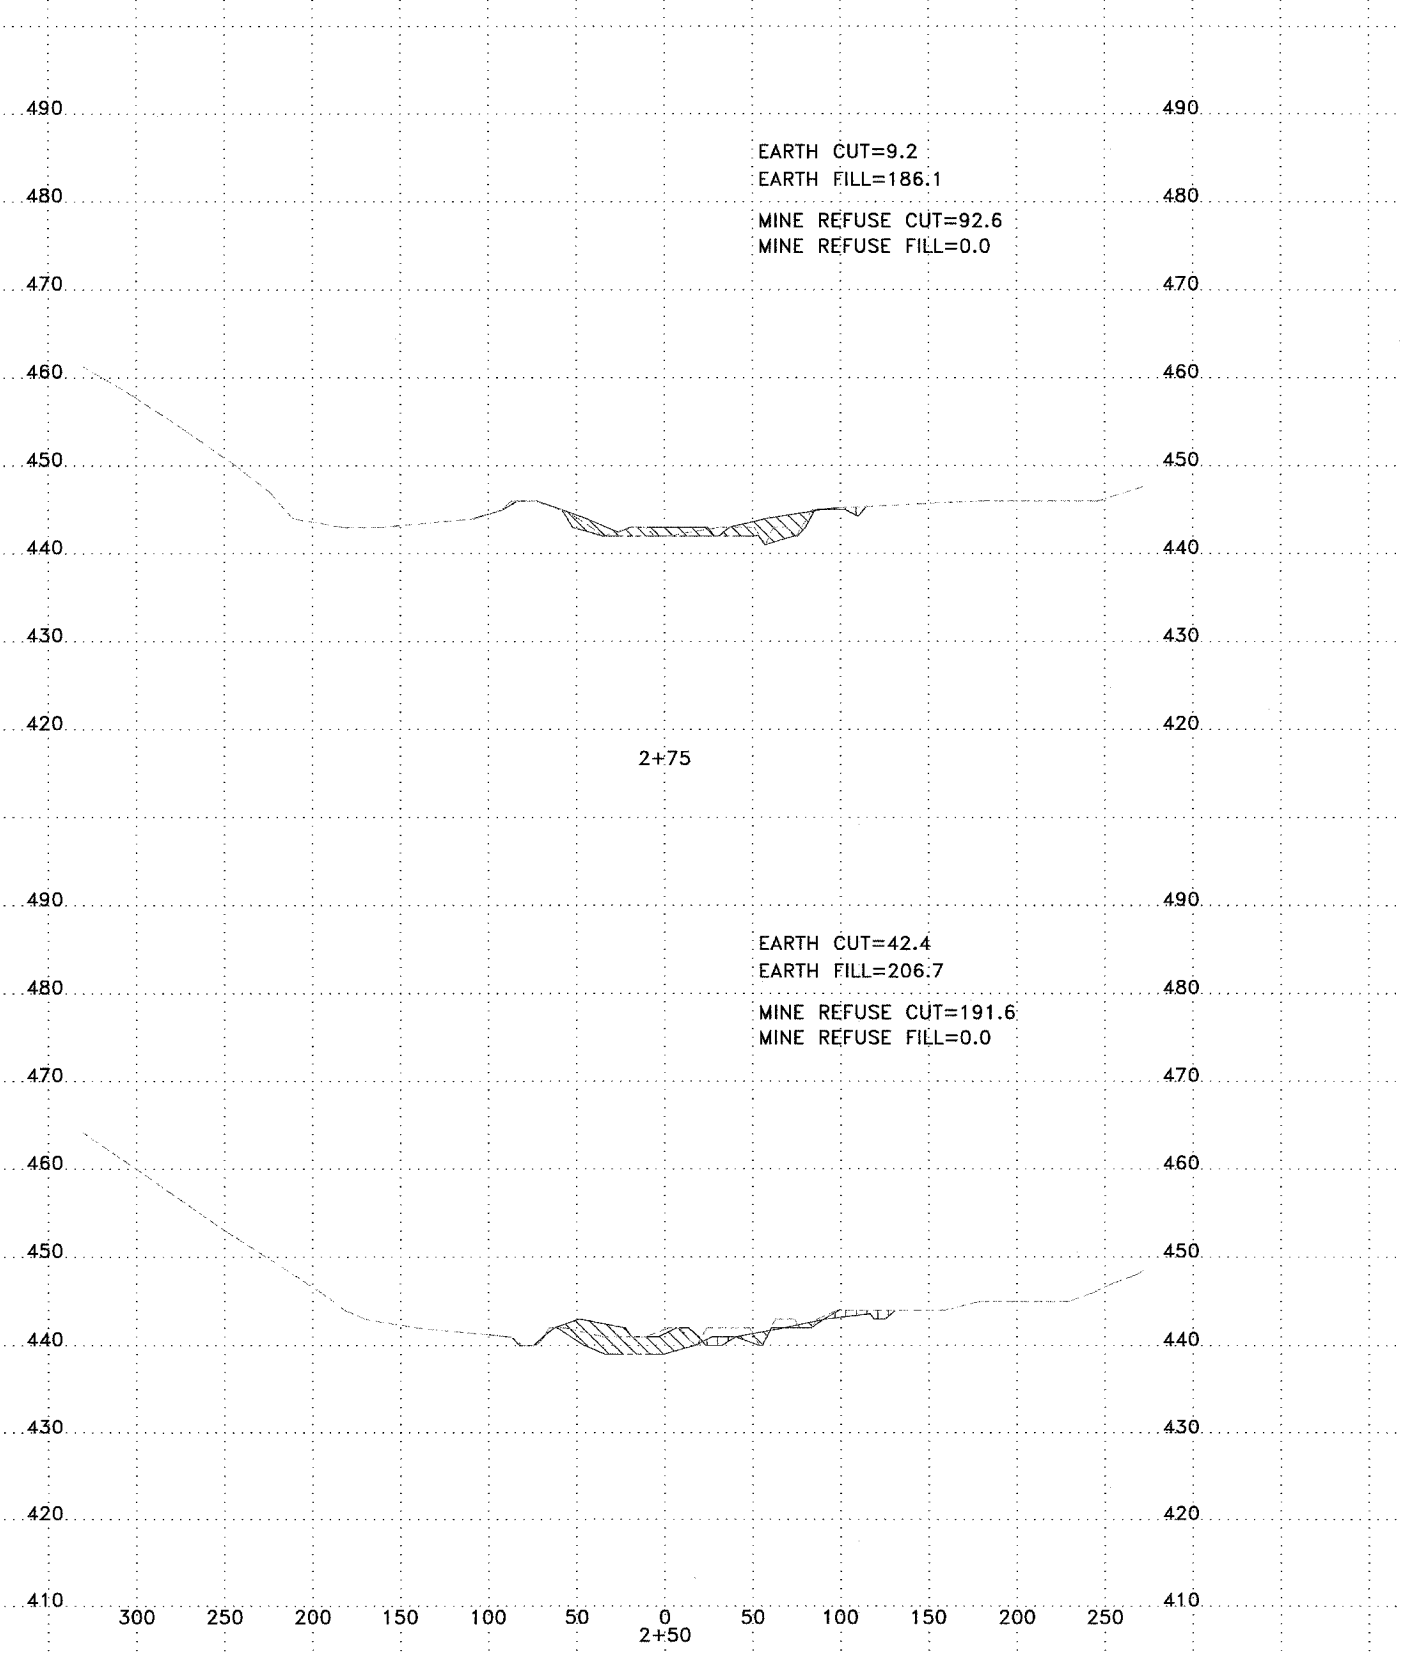 490 490
EARTH CUT=9.2
EARTH FILL=186.1
480 480
MINE REFUSE CUT=92.6
MINE REFUSE FILL=0.0
470 470
460 460
450 450
440 440
430 430
420 420
2+75
490 490
EARTH CUT=42.4
EARTH FILL=206.7
480 480
MINE REFUSE CUT=191.6
MINE REFUSE FILL=0.0
470 470
460 460
450 450
440 440
430 430
420 420
410 410
300 250 200 150 100 50 0 50 100 150 200 250
2+50